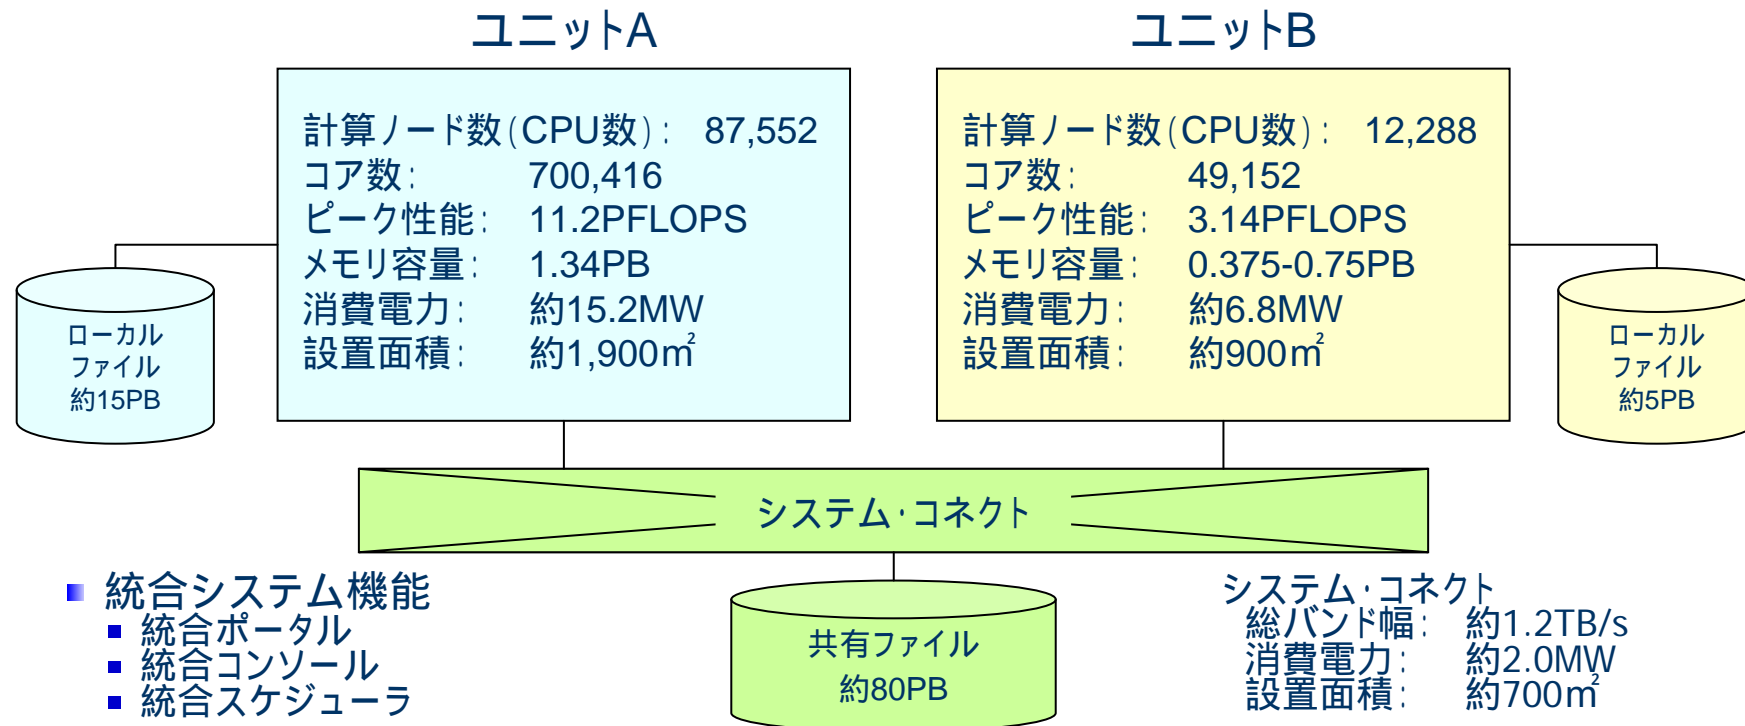 ユニットA
計算ノード数(CPU数): 87,552
コア数: 700,416
ピーク性能: 11.2PFLOPS
メモリ容量: 1.34PB
消費電力: 約15.2MW
設置面積: 約1,900㎡
ローカル
ファイル
約15PB
ユニットB
計算ノード数(CPU数): 12,288
コア数: 49,152
ピーク性能: 3.14PFLOPS
メモリ容量: 0.375-0.75PB
消費電力: 約6.8MW
設置面積: 約900㎡
ローカル
ファイル
約5PB
システム・コネクト
共有ファイル
約80PB
統合システム機能
統合ポータル
統合コンソール
統合スケジューラ
システム・コネクト
総バンド幅: 約1.2TB/s
消費電力: 約2.0MW
設置面積: 約700㎡